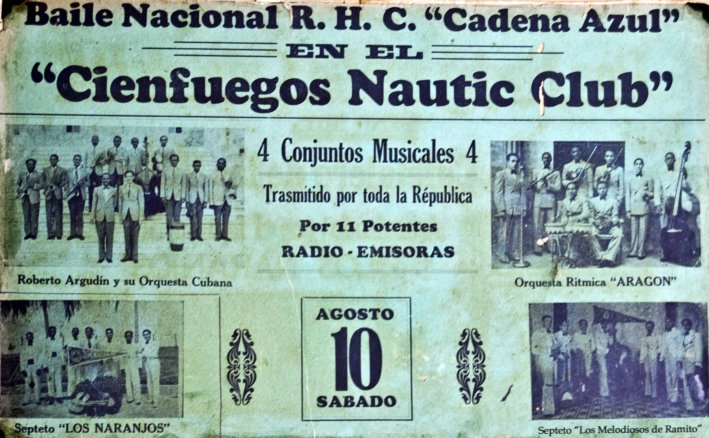 Baile Nacional R. H. C. "Cadena Azul"
EN EL
"Cienfuegos Nautic Club"
4 Conjuntos Musicales 4
Trasmitido por toda la Républica
Por 11 Potentes
RADIO - EMISORAS
Roberto Argudín y su Orquesta Cubana
Orquesta Ritmica "ARAGON"
AGOSTO
10
SABADO
Septeto "LOS NARANJOS"
Septeto "Los Melodiosos de Ramito"